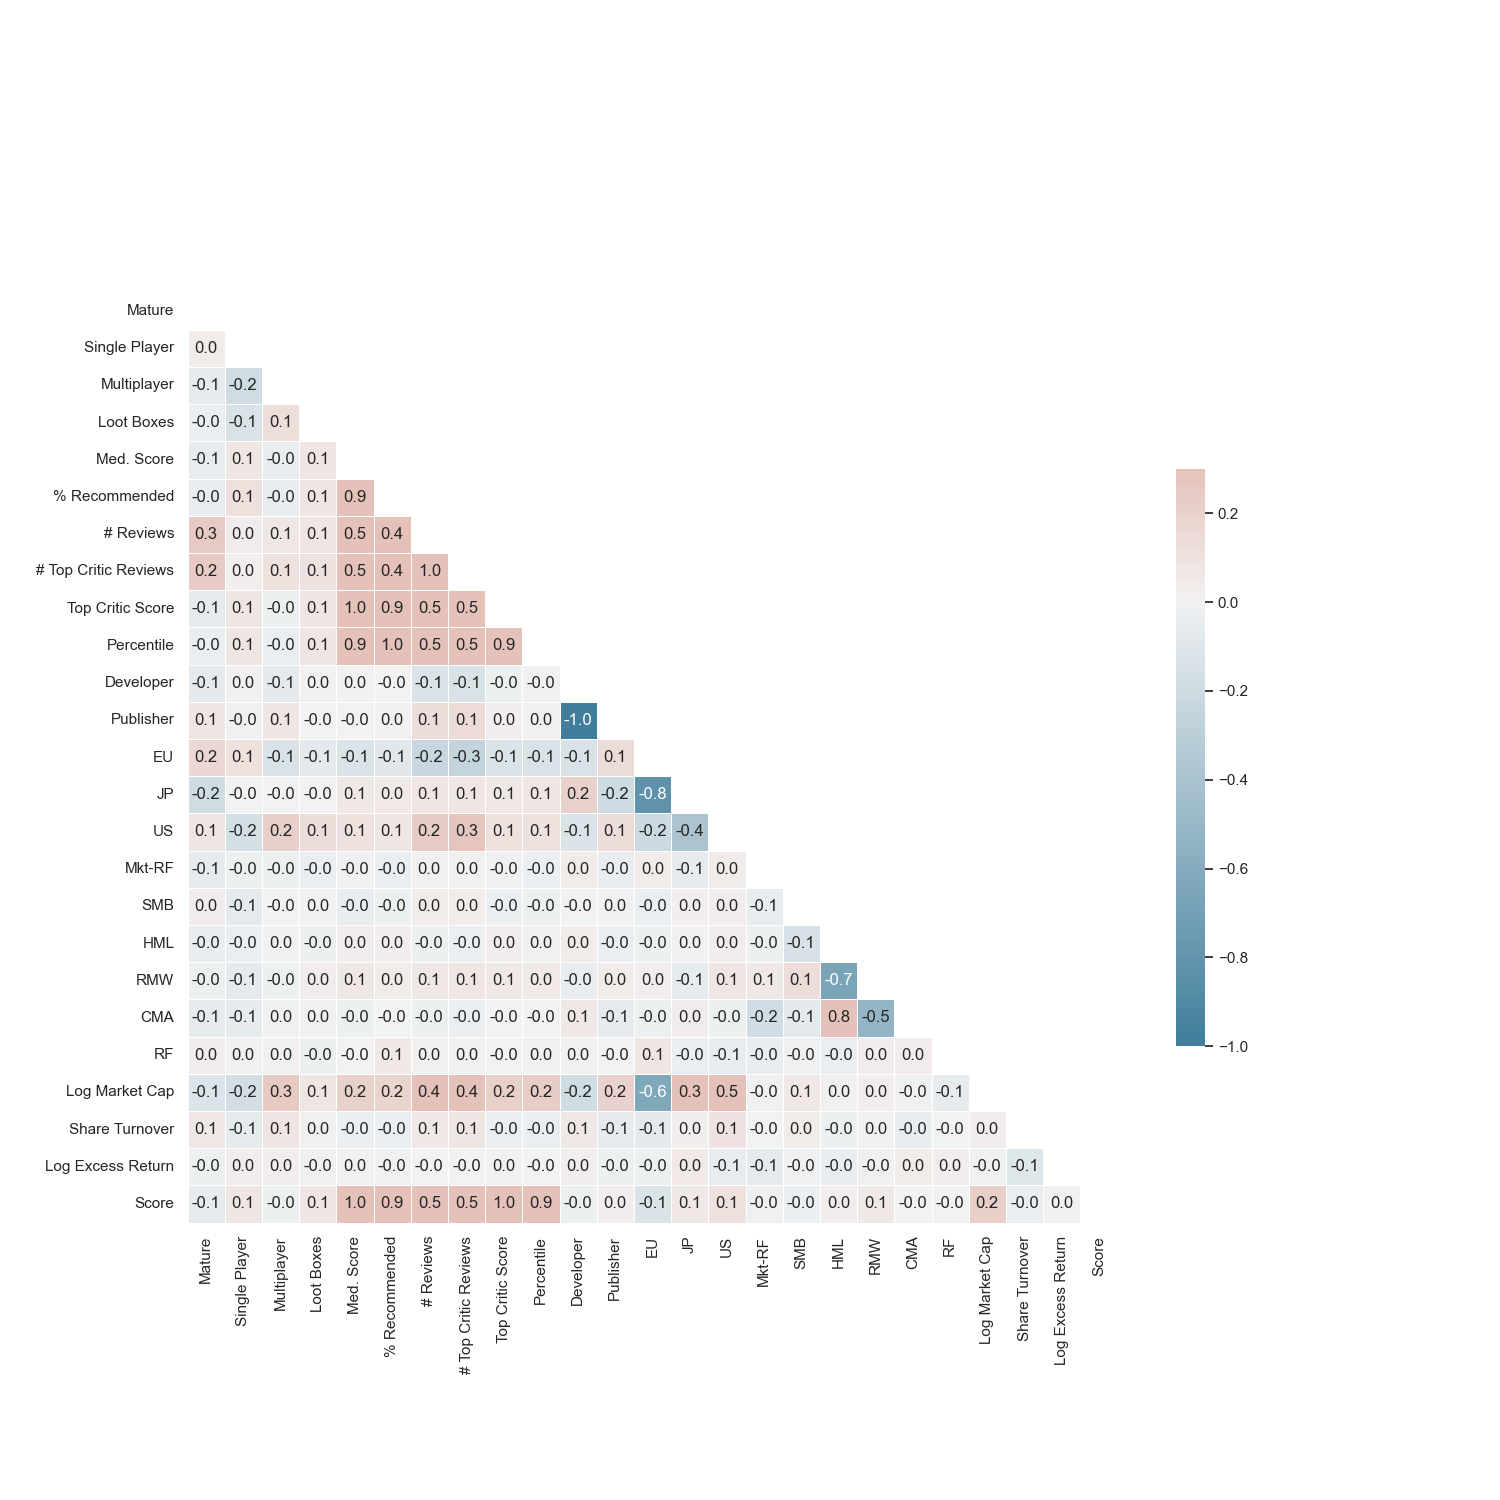 Mature
Single Player 0.0
Multiplayer -0.1 -0.2
Loot Boxes -0.0 -0.1 0.1
Med. Score -0.1 0.1 -0.0 0.1
% Recommended -0.0 0.1 -0.0 0.1 0.9
# Reviews 0.3 0.0 0.1 0.1 0.5 0.4
0.2
# Top Critic Reviews 0.2 0.0 0.1 0.1 0.5 0.4 1.0
0.0
Top Critic Score -0.1 0.1 -0.0 0.1 1.0 0.9 0.5 0.5
Percentile -0.0 0.1 -0.0 0.1 0.9 1.0 0.5 0.5 0.9
Developer -0.1 0.0 -0.1 0.0 0.0 -0.0 -0.1 -0.1 -0.0 -0.0
−0.2
Publisher 0.1 -0.0 0.1 -0.0 -0.0 0.0 0.1 0.1 0.0 0.0 -1.0
EU 0.2 0.1 -0.1 -0.1 -0.1 -0.1 -0.2 -0.3 -0.1 -0.1 -0.1 0.1
−0.4
JP -0.2 -0.0 -0.0 -0.0 0.1 0.0 0.1 0.1 0.1 0.1 0.2 -0.2 -0.8
US 0.1 -0.2 0.2 0.1 0.1 0.1 0.2 0.3 0.1 0.1 -0.1 0.1 -0.2 -0.4
Mkt-RF -0.1 -0.0 -0.0 -0.0 -0.0 -0.0 0.0 0.0 -0.0 -0.0 0.0 -0.0 0.0 -0.1 0.0
−0.6
SMB 0.0 -0.1 -0.0 0.0 -0.0 -0.0 0.0 0.0 -0.0 -0.0 -0.0 0.0 -0.0 0.0 0.0 -0.1
HML -0.0 -0.0 0.0 -0.0 0.0 0.0 -0.0 -0.0 0.0 0.0 0.0 -0.0 -0.0 0.0 0.0 -0.0 -0.1
−0.8
RMW -0.0 -0.1 -0.0 0.0 0.1 0.0 0.1 0.1 0.1 0.0 -0.0 0.0 0.0 -0.1 0.1 0.1 0.1 -0.7
CMA -0.1 -0.1 0.0 0.0 -0.0 -0.0 -0.0 -0.0 -0.0 -0.0 0.1 -0.1 -0.0 0.0 -0.0 -0.2 -0.1 0.8 -0.5
−1.0
RF 0.0 0.0 0.0 -0.0 -0.0 0.1 0.0 0.0 -0.0 0.0 0.0 -0.0 0.1 -0.0 -0.1 -0.0 -0.0 -0.0 0.0 0.0
Log Market Cap -0.1 -0.2 0.3 0.1 0.2 0.2 0.4 0.4 0.2 0.2 -0.2 0.2 -0.6 0.3 0.5 -0.0 0.1 0.0 0.0 -0.0 -0.1
Share Turnover 0.1 -0.1 0.1 0.0 -0.0 -0.0 0.1 0.1 -0.0 -0.0 0.1 -0.1 -0.1 0.0 0.1 -0.0 0.0 -0.0 0.0 -0.0 -0.0 0.0
Log Excess Return -0.0 0.0 0.0 -0.0 0.0 -0.0 -0.0 -0.0 0.0 -0.0 0.0 -0.0 -0.0 0.0 -0.1 -0.1 -0.0 -0.0 -0.0 0.0 0.0 -0.0 -0.1
Score -0.1 0.1 -0.0 0.1 1.0 0.9 0.5 0.5 1.0 0.9 -0.0 0.0 -0.1 0.1 0.1 -0.0 -0.0 0.0 0.1 -0.0 -0.0 0.2 -0.0 0.0
Mature
Single Player
Multiplayer
Loot Boxes
Med. Score
% Recommended
# Reviews
# Top Critic Reviews
Top Critic Score
Percentile
Developer
Publisher
EU
JP
US
Mkt-RF
SMB
HML
RMW
CMA
RF
Log Market Cap
Share Turnover
Log Excess Return
Score